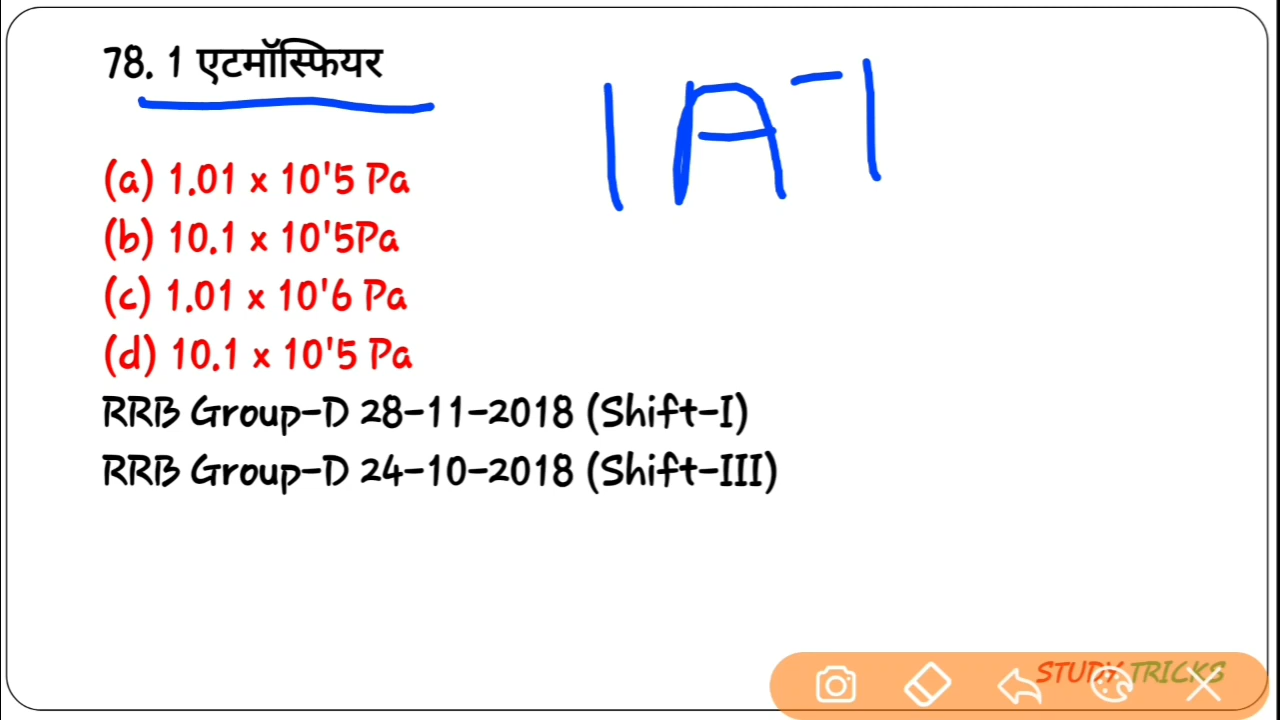 78. 1 एटमॉस्फियर
1 A
(a) 1.01 x 10'5 Pa
(b) 10.1 x 10'5Pa
(c) 1.01 x 10'6 Pa
(d) 10.1 x 10'5 Pa
RRB Group-D 28-11-2018 (Shift-I)
RRB Group-D 24-10-2018 (Shift-III)
STUDY TRICKS